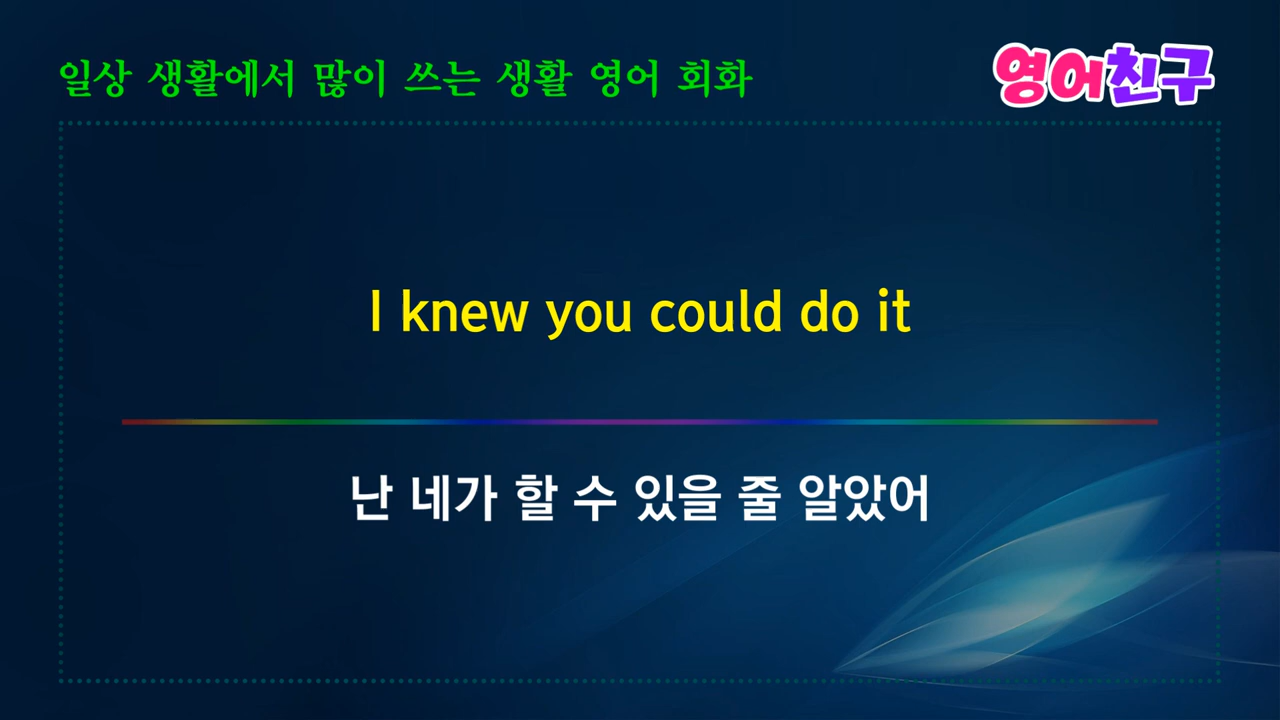 일상 생활에서 많이 쓰는 생활 영어 회화
영어친구
I knew you could do it
난 네가 할 수 있을 줄 알았어